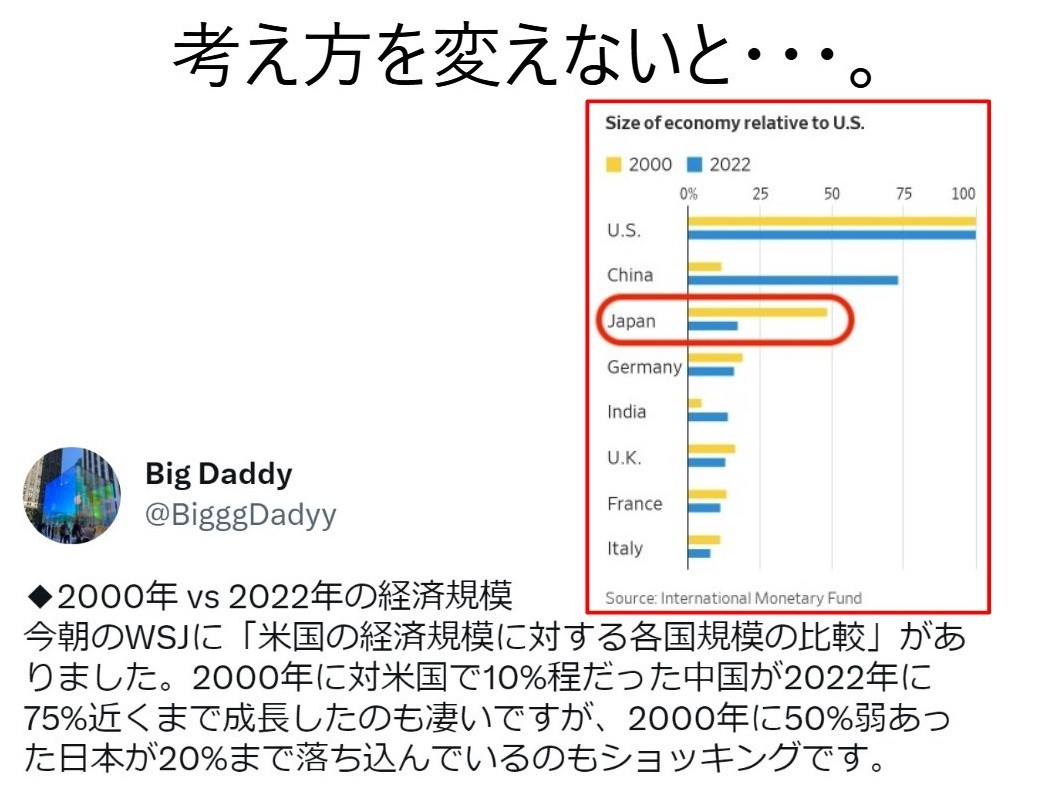 考え方を変えないと・・・。
Size of economy relative to U.S.
2000 2022
0% 25 50 75 100
U.S.
China
Japan
Germany
India
U.K.
France
Italy
Source: International Monetary Fund
Big Daddy
@BigggDadyy
◆2000年 vs 2022年の経済規模
今朝のWSJに「米国の経済規模に対する各国規模の比較」があ
りました。2000年に対米国で10%程だった中国が2022年に
75%近くまで成長したのも凄いですが、2000年に50%弱あっ
た日本が20%まで落ち込んでいるのもショッキングです。